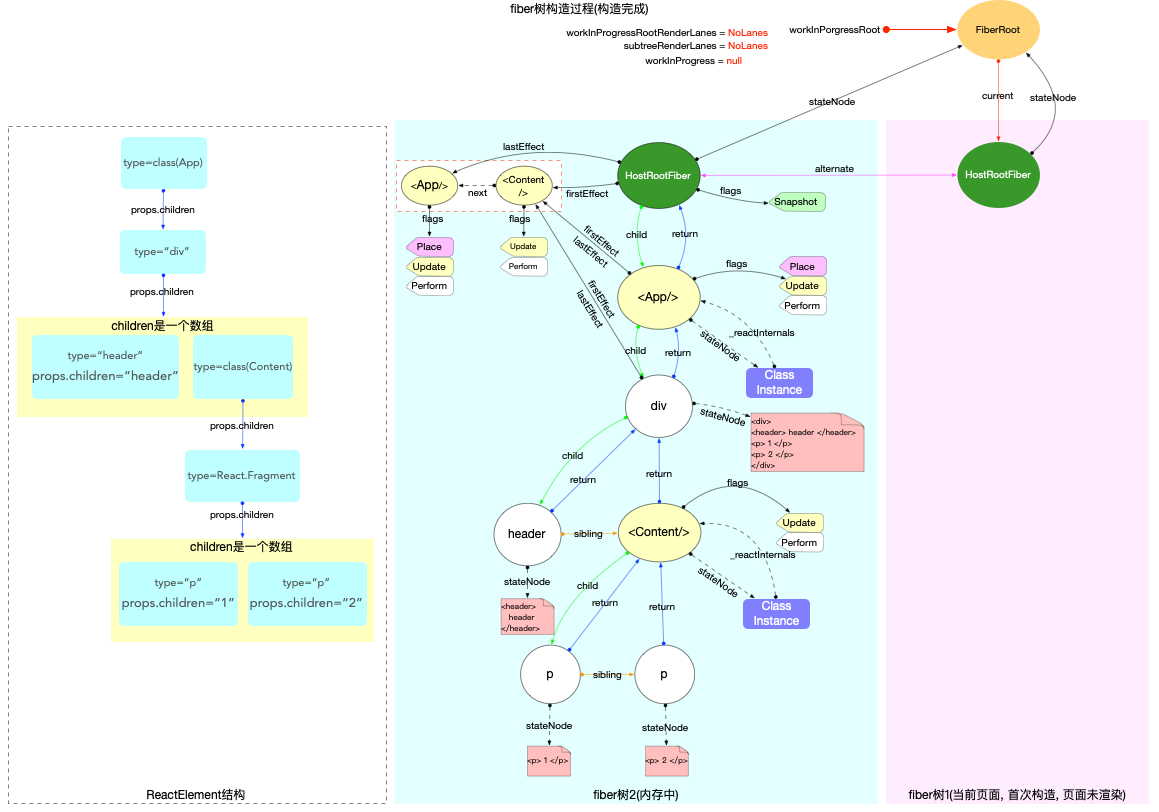 fiber树构造过程(构造完成)
workInProgressRootRenderLanes = NoLanes
subtreeRenderLanes = NoLanes
workInProgress = null
workInPorgressRoot
FiberRoot
stateNode
current
stateNode
type=class(App)
props.children
type="div"
props.children
children是一个数组
type="header"
props.children="header"
type=class(Content)
props.children
type=React.Fragment
props.children
children是一个数组
type="p"
props.children="1"
type="p"
props.children="2"
ReactElement结构
lastEffect
<App/>
next
<Content
/>
firstEffect
HostRootFiber
alternate
HostRootFiber
flags
Snapshot
flags
Place
Update
Perform
flags
Update
Perform
firstEffect
lastEffect
child
return
<App/>
flags
Place
Update
Perform
firstEffect
lastEffect
child
return
stateNode
_reactInternals
Class
Instance
div
stateNode
<div>
<header> header </header>
<p> 1 </p>
<p> 2 </p>
</div>
child
return
return
flags
header
sibling
<Content/>
Update
Perform
stateNode
<header>
header
</header>
child
return
return
stateNode
_reactInternals
Class
Instance
p
sibling
p
stateNode
stateNode
<p> 1 </p>
<p> 2 </p>
fiber树2(内存中)
fiber树1(当前页面, 首次构造, 页面未渲染)